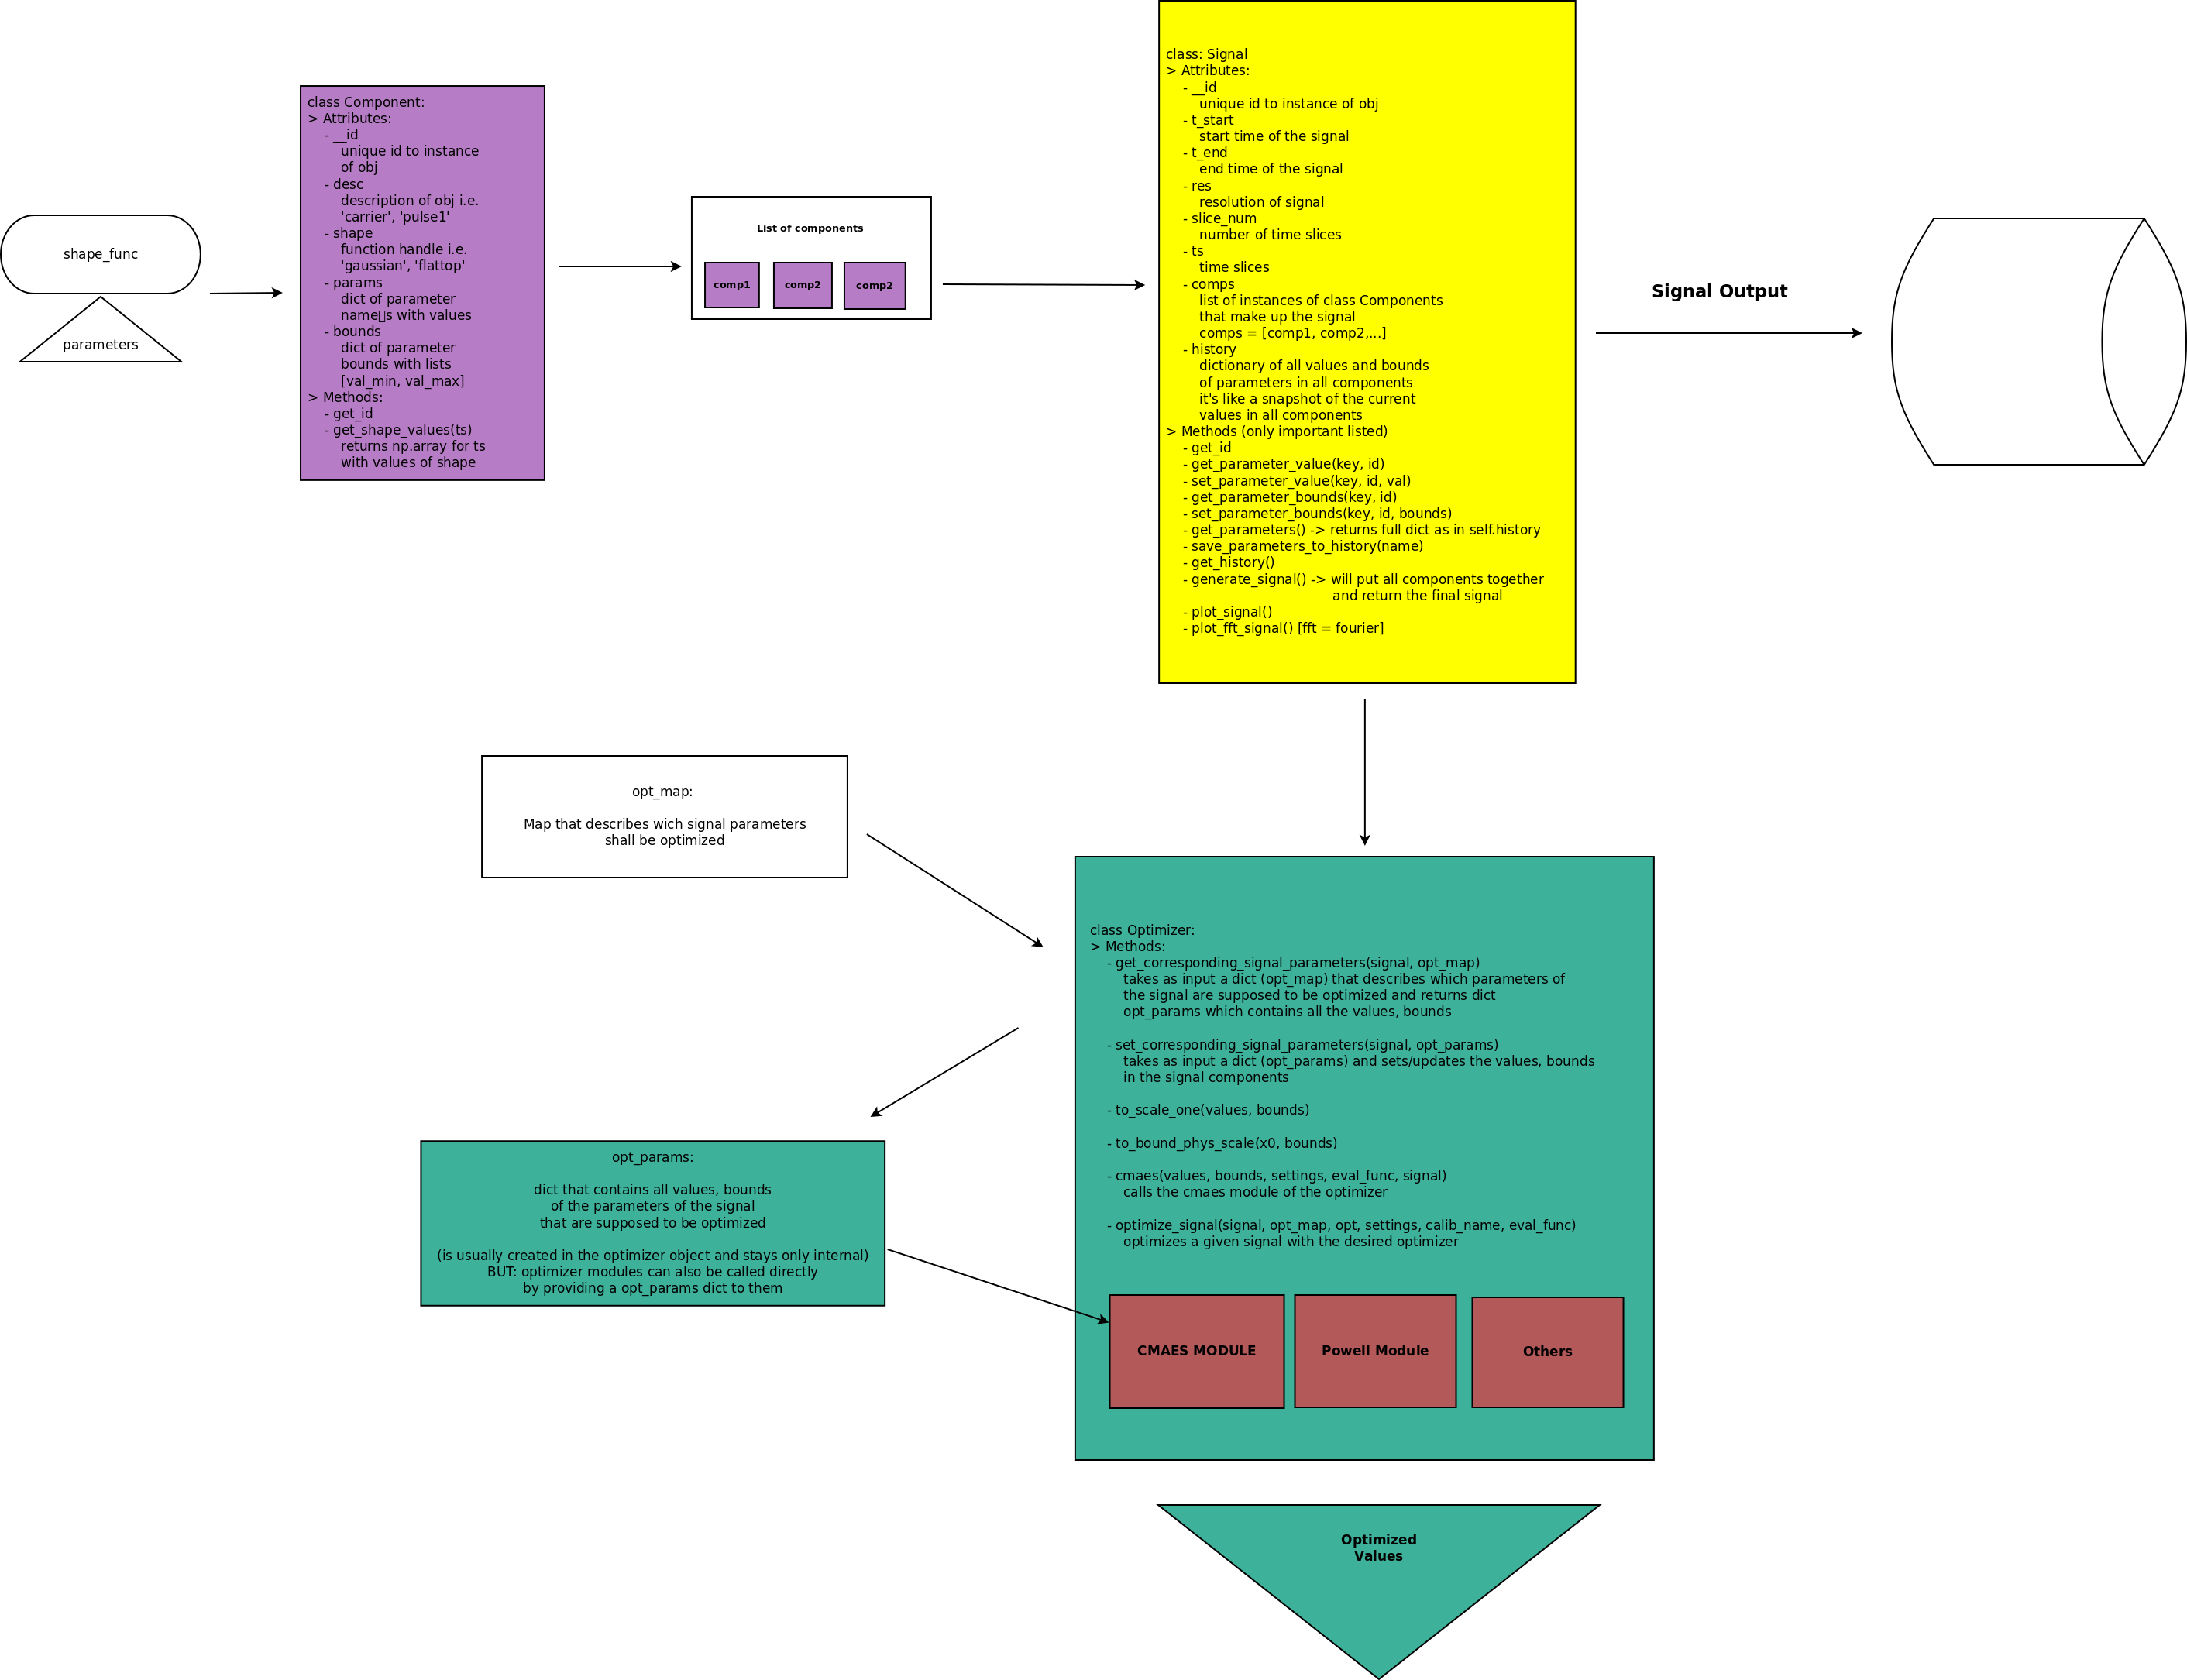 shape_func
parameters
class Component:
> Attributes:
- __id
unique id to instance
of obj
- desc
description of obj i.e.
'carrier', 'pulse1'
- shape
function handle i.e.
'gaussian', 'flattop'
- params
dict of parameter
name▯s with values
- bounds
dict of parameter
bounds with lists
[val_min, val_max]
> Methods:
- get_id
- get_shape_values(ts)
returns np.array for ts
with values of shape
List of components
comp1 comp2 comp2
class: Signal
> Attributes:
- __id
unique id to instance of obj
- t_start
start time of the signal
- t_end
end time of the signal
- res
resolution of signal
- slice_num
number of time slices
- ts
time slices
- comps
list of instances of class Components
that make up the signal
comps = [comp1, comp2,...]
- history
dictionary of all values and bounds
of parameters in all components
it's like a snapshot of the current
values in all components
> Methods (only important listed)
- get_id
- get_parameter_value(key, id)
- set_parameter_value(key, id, val)
- get_parameter_bounds(key, id)
- set_parameter_bounds(key, id, bounds)
- get_parameters() -> returns full dict as in self.history
- save_parameters_to_history(name)
- get_history()
- generate_signal() -> will put all components together
and return the final signal
- plot_signal()
- plot_fft_signal() [fft = fourier]
Signal Output
opt_map:
Map that describes wich signal parameters
shall be optimized
class Optimizer:
> Methods:
- get_corresponding_signal_parameters(signal, opt_map)
takes as input a dict (opt_map) that describes which parameters of
the signal are supposed to be optimized and returns dict
opt_params which contains all the values, bounds
- set_corresponding_signal_parameters(signal, opt_params)
takes as input a dict (opt_params) and sets/updates the values, bounds
in the signal components
- to_scale_one(values, bounds)
- to_bound_phys_scale(x0, bounds)
- cmaes(values, bounds, settings, eval_func, signal)
calls the cmaes module of the optimizer
- optimize_signal(signal, opt_map, opt, settings, calib_name, eval_func)
optimizes a given signal with the desired optimizer
CMAES MODULE Powell Module Others
opt_params:
dict that contains all values, bounds
of the parameters of the signal
that are supposed to be optimized
(is usually created in the optimizer object and stays only internal)
BUT: optimizer modules can also be called directly
by providing a opt_params dict to them
Optimized
Values